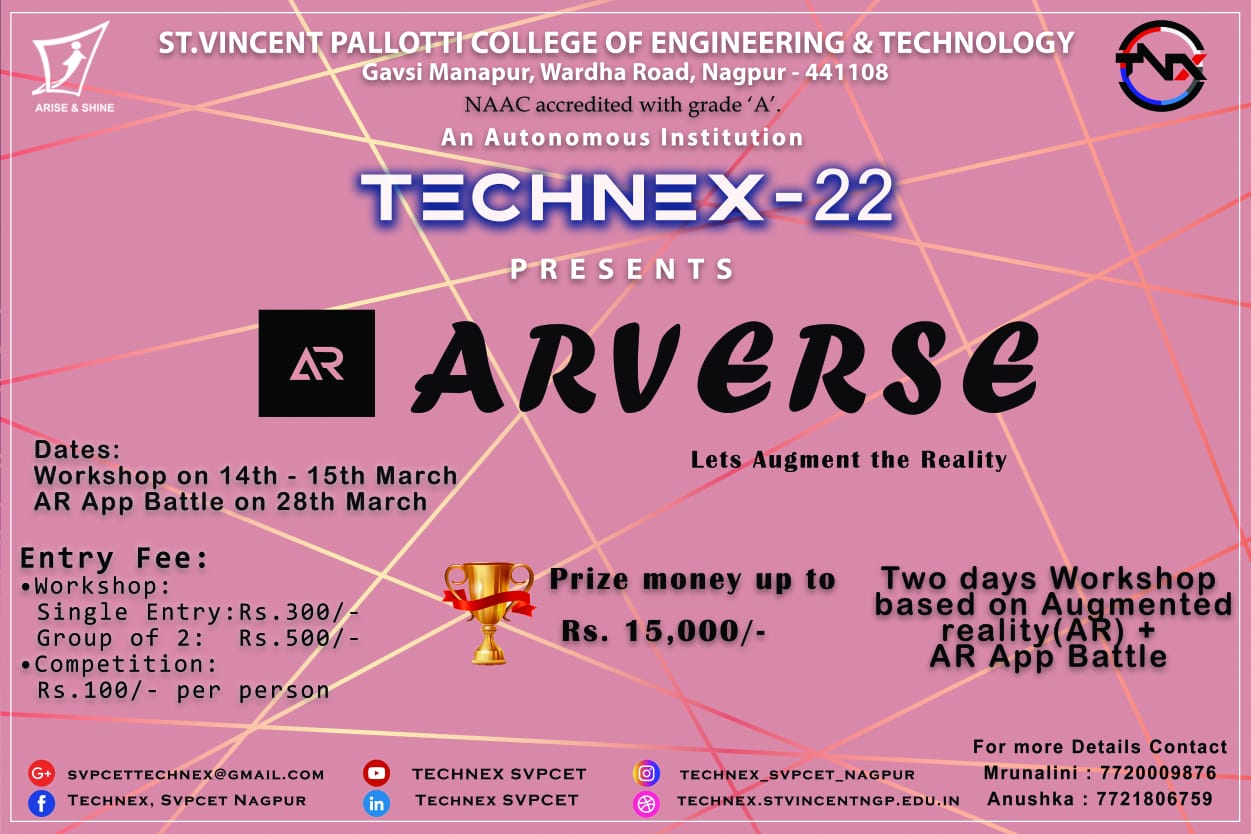 ARISE & SHINE
TNX
ST.VINCENT PALLOTTI COLLEGE OF ENGINEERING & TECHNOLOGY
Gavsi Manapur, Wardha Road, Nagpur - 441108
NAAC accredited with grade ‘A’.
An Autonomous Institution
TECHNEX-22
PRESENTS
AR
ARVERSE
Lets Augment the Reality
Dates:
Workshop on 14th - 15th March
AR App Battle on 28th March
Entry Fee:
•Workshop:
Single Entry:Rs.300/-
Group of 2: Rs.500/-
•Competition:
Rs.100/- per person
Prize money up to
Rs. 15,000/-
Two days Workshop
based on Augmented
reality(AR) +
AR App Battle
G+ SVPCETTECHNEX@GMAIL.COM
f TECHNEX, SVPCET NAGPUR
TECHNEX SVPCET
in TECHNEX SVPCET
TECHNEX_SVPCET_NAGPUR
TECHNEX.STVINCENTNGP.EDU.IN
For more Details Contact
Mrunalini : 7720009876
Anushka : 7721806759